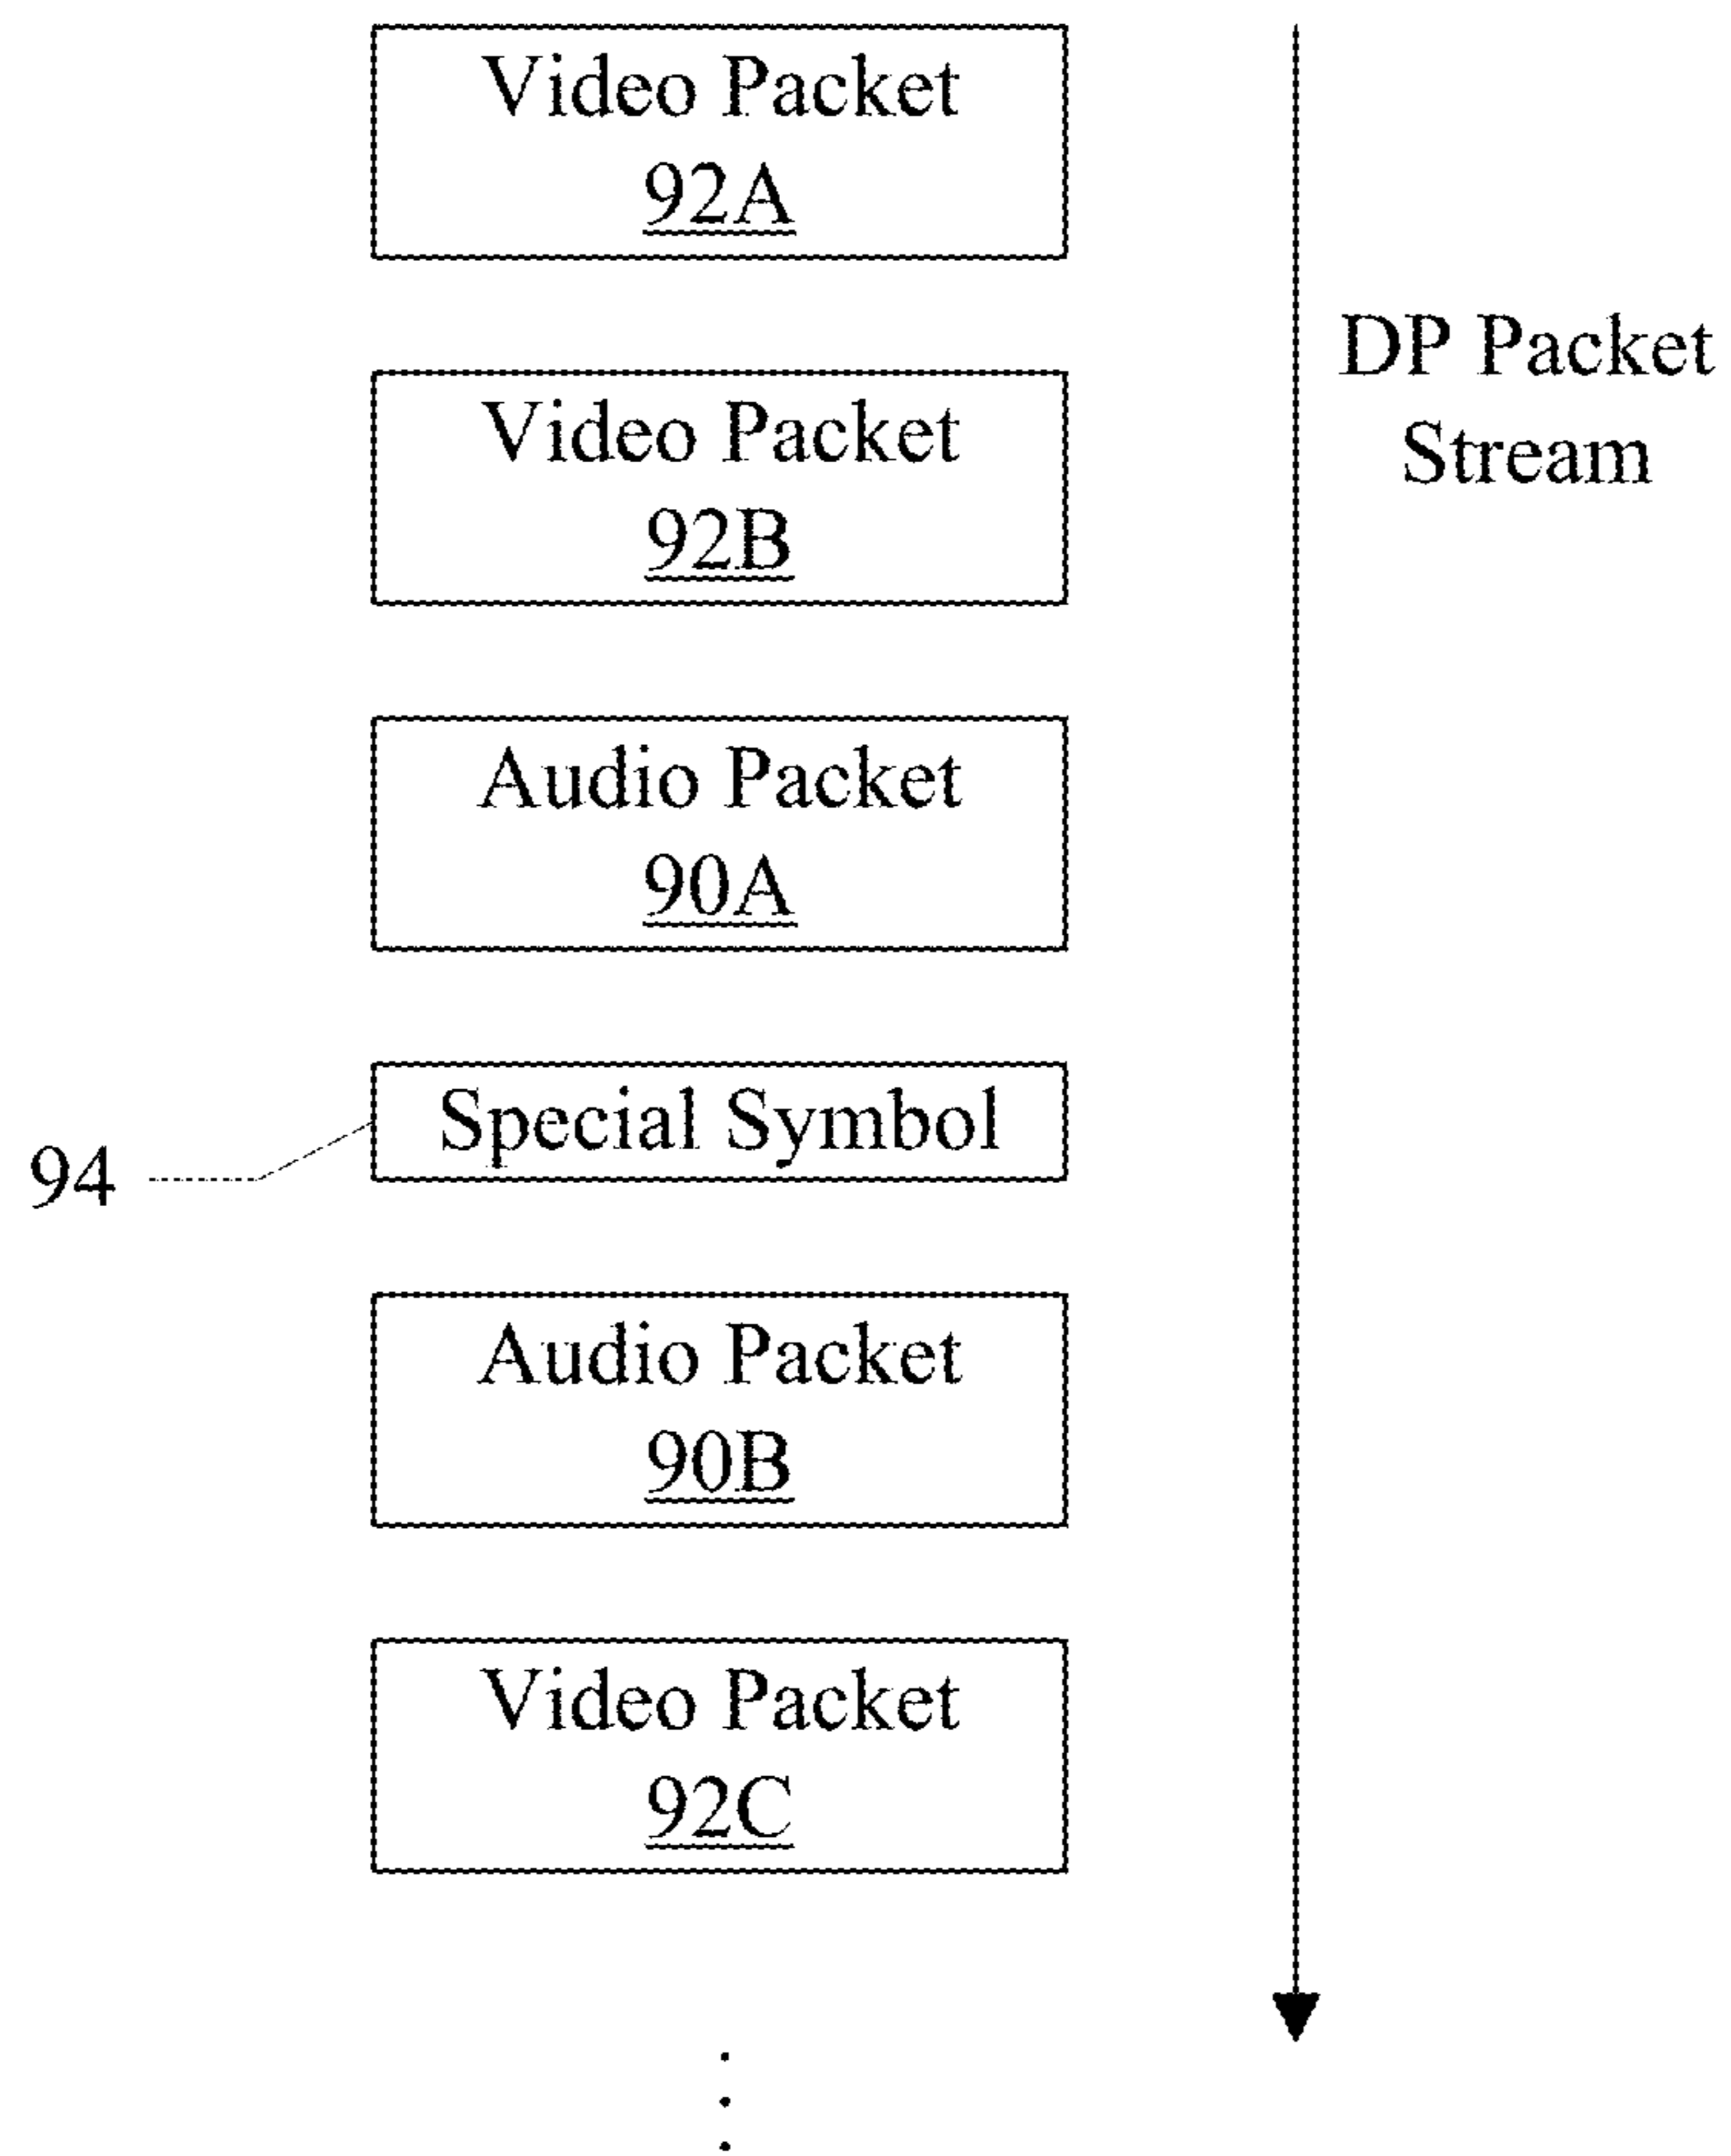 Video Packet
92A
DP Packet
Stream
Video Packet
92B
Audio Packet
90A
Special Symbol
94
Audio Packet
90B
Video Packet
92C